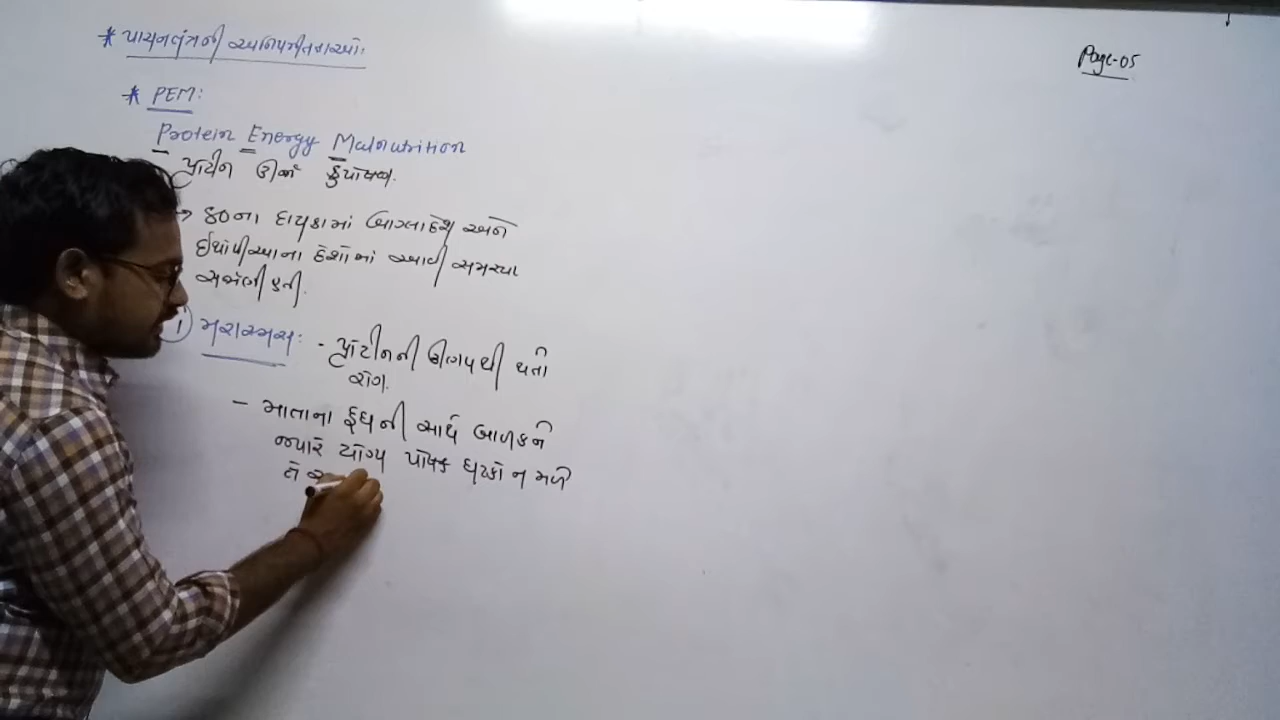 * પાચનતંત્રની અનિયમીતતાઓ:
Page-05
* PEM:
Protein Energy Malnutrition
પ્રોટીન ઊર્જા કુપોષણ.
→ 80ના દાયકામાં બાંગ્લાદેશ અને
ઈથોપીઆના દેશોમાં આવી સમસ્યા
સર્જાણી હતી.
1) મરાસ્મસ: - પ્રોટીનની ઊણપથી થતો
રોગ.
- માતાના દૂધની સાથે બાળકને
જ્યારે યોગ્ય પોષક ઘટકો ન મળે
તે